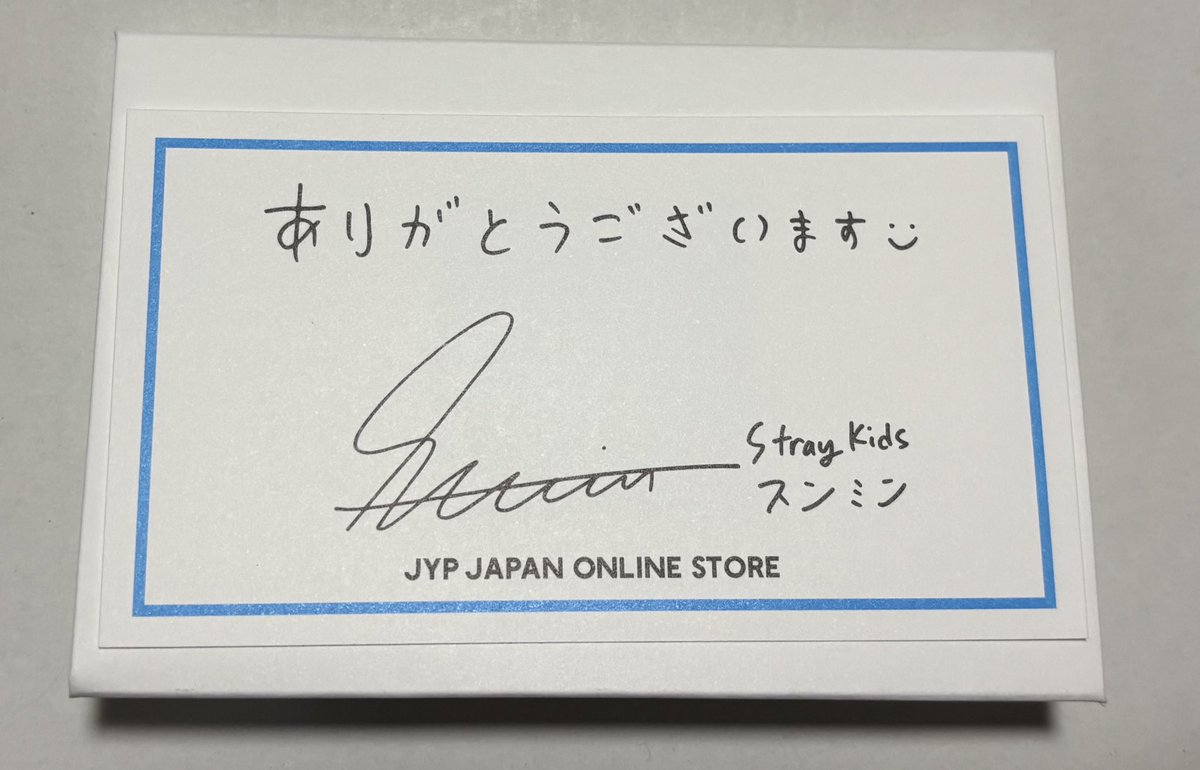 ありがとうございます:)
Seungmin
Stray Kids
スンミン
JYP JAPAN ONLINE STORE